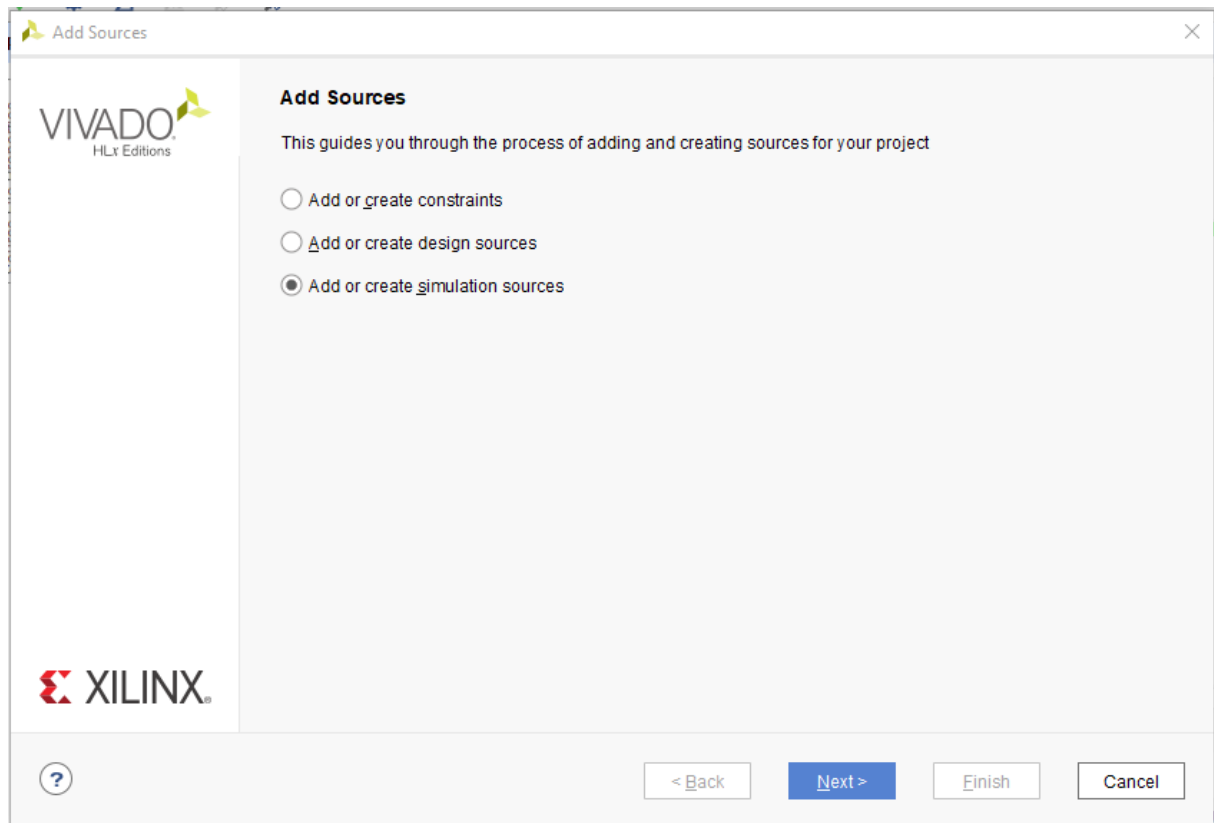 Add Sources
VIVADO.
HLx Editions
Add Sources
This guides you through the process of adding and creating sources for your project
Add or create constraints
Add or create design sources
Add or create simulation sources
XILINX®
?
< Back
Next >
Finish
Cancel